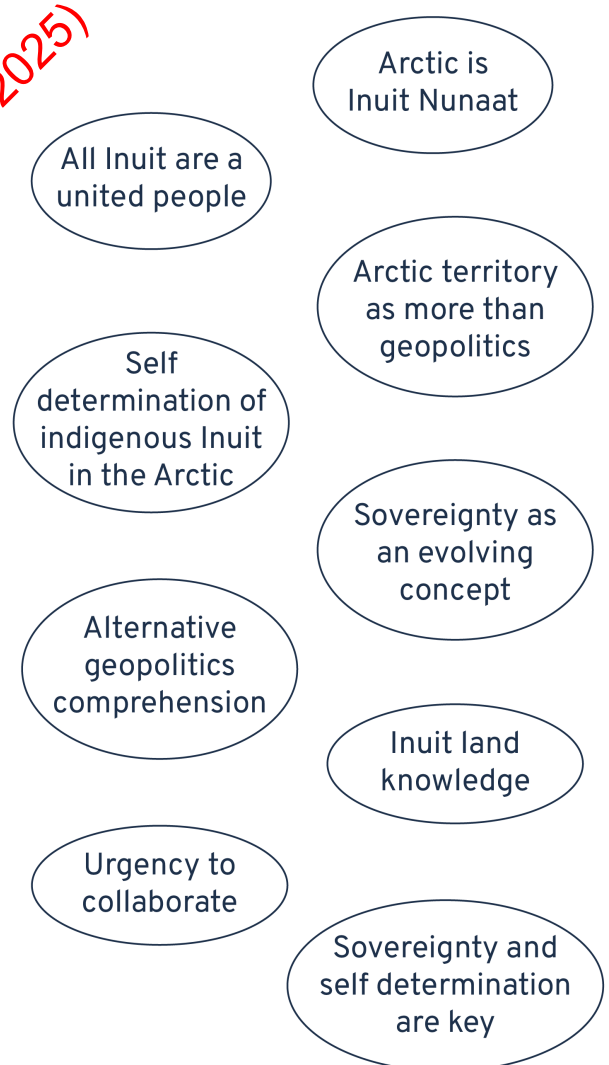 2025)
Arctic is
Inuit Nunaat
All Inuit are a
united people
Arctic territory
as more than
geopolitics
Self
determination of
indigenous Inuit
in the Arctic
Sovereignty as
an evolving
concept
Alternative
geopolitics
comprehension
Inuit land
knowledge
Urgency to
collaborate
Sovereignty and
self determination
are key